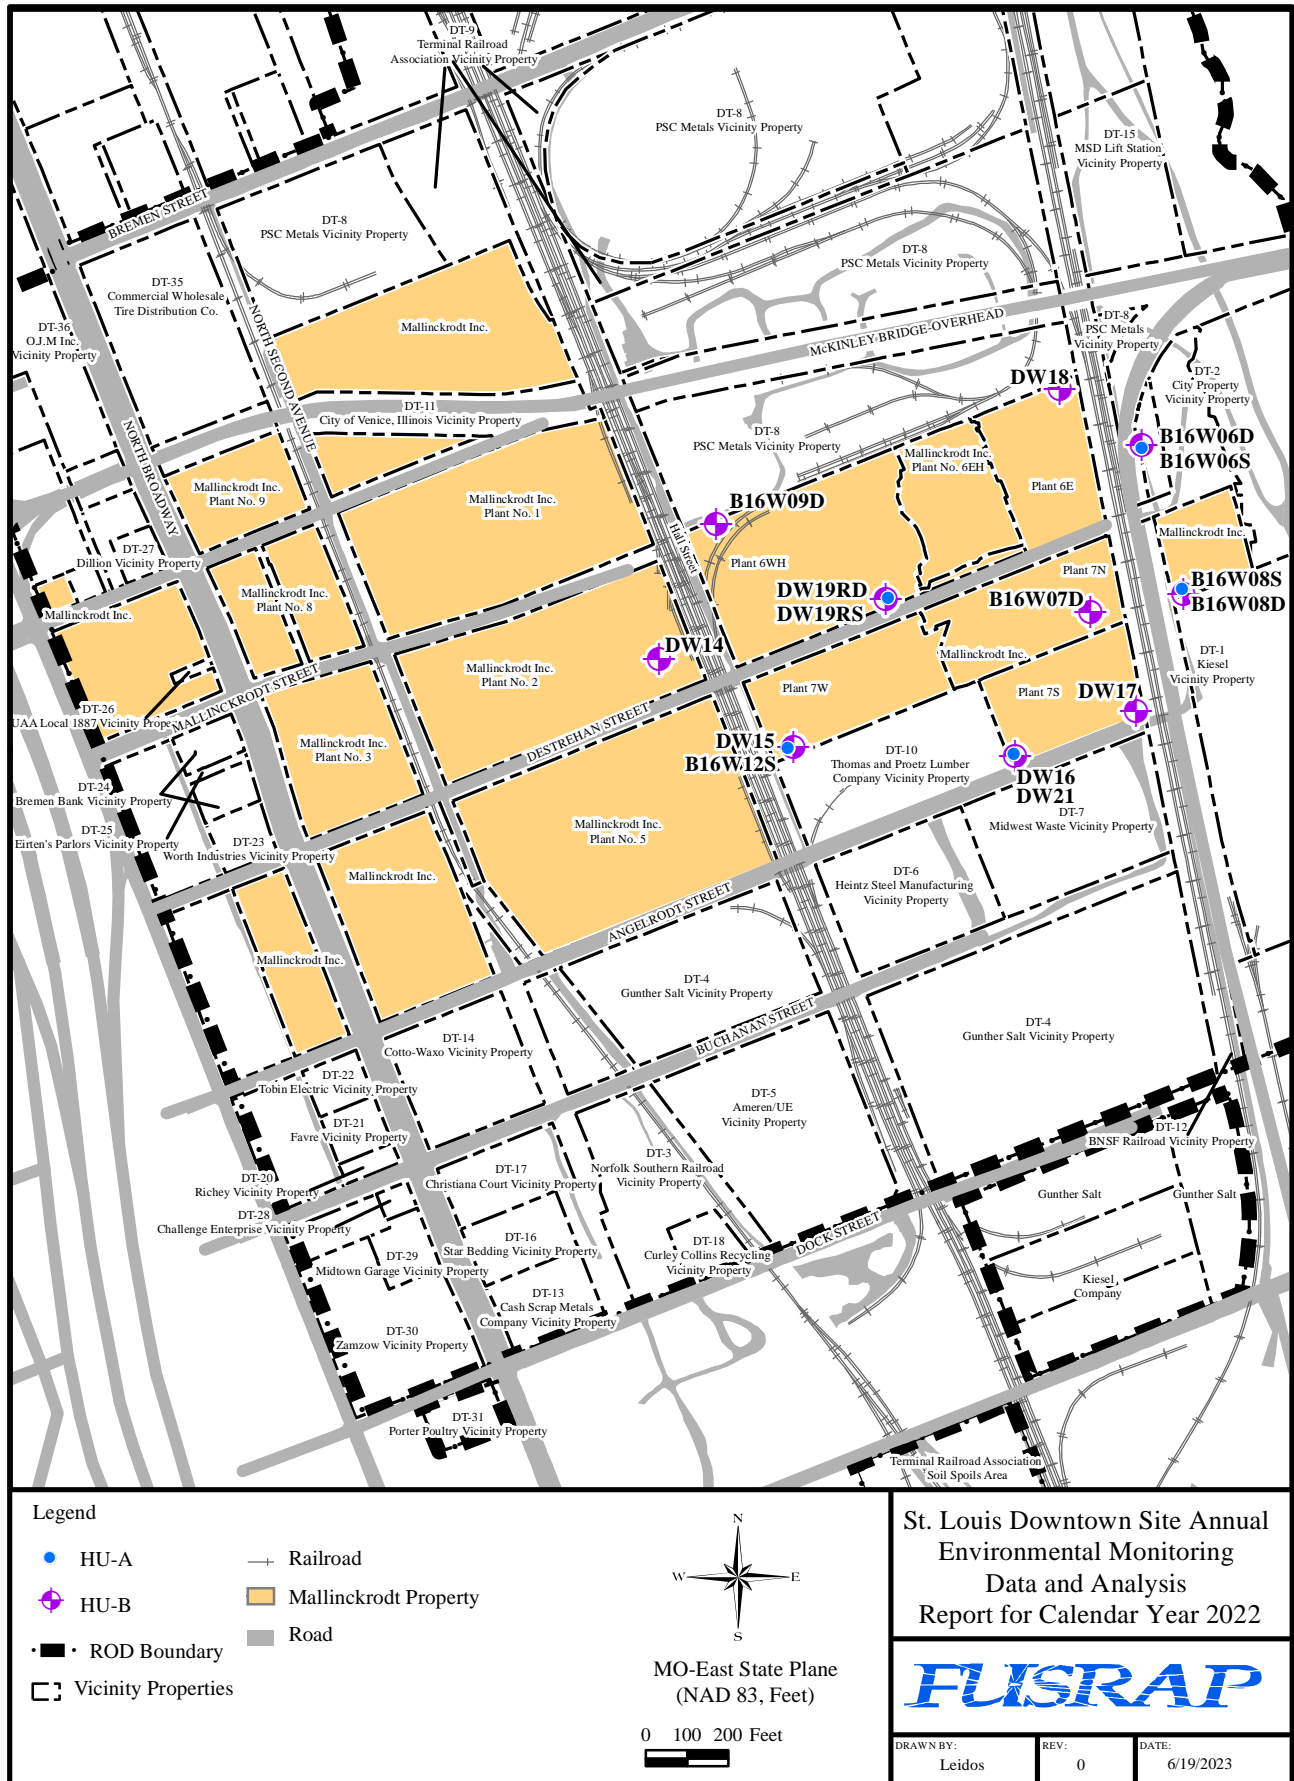 DT-9
Terminal Railroad
Association Vicinity Property
DT-8
PSC Metals Vicinity Property
DT-15
MSD Lift Station
Vicinity Property
BREMEN STREET
DT-8
PSC Metals Vicinity Property
DT-8
PSC Metals Vicinity Property
DT-35
Commercial Wholesale
Tire Distribution Co.
DT-36
O.J.M Inc.
Vicinity Property
NORTH SECOND AVENUE
Mallinckrodt Inc.
McKINLEY BRIDGE-OVERHEAD
DT-8
PSC Metals
Vicinity Property
DT-2
City Property
Vicinity Property
DW18
DT-11
City of Venice, Illinois Vicinity Property
DT-8
PSC Metals Vicinity Property
NORTH BROADWAY
B16W06D
B16W06S
Mallinckrodt Inc.
Plant No. 6EH
Plant 6E
Mallinckrodt Inc.
Plant No. 9
Mallinckrodt Inc.
Plant No. 1
B16W09D
Hall Street
Mallinckrodt Inc.
DT-27
Dillion Vicinity Property
Plant 6WH
Plant 7N
Mallinckrodt Inc.
Plant No. 8
DW19RD
DW19RS
B16W07D
B16W08S
B16W08D
Mallinckrodt Inc.
DW14
Mallinckrodt Inc.
DT-1
Kiesel
Vicinity Property
Mallinckrodt Inc.
Plant No. 2
Plant 7W
Plant 7S
DW17
MALLINCKRODT STREET
DT-26
UAA Local 1887 Vicinity Property
DESTREHAN STREET
Mallinckrodt Inc.
Plant No. 3
DW15
B16W12S
DT-10
Thomas and Proetz Lumber
Company Vicinity Property
DW16
DW21
DT-24
Bremen Bank Vicinity Property
DT-7
Midwest Waste Vicinity Property
DT-25
Eirten's Parlors Vicinity Property
DT-23
Worth Industries Vicinity Property
Mallinckrodt Inc.
Plant No. 5
Mallinckrodt Inc.
DT-6
Heintz Steel Manufacturing
Vicinity Property
ANGELRODT STREET
Mallinckrodt Inc.
DT-4
Gunther Salt Vicinity Property
BUCHANAN STREET
DT-4
Gunther Salt Vicinity Property
DT-14
Cotto-Waxo Vicinity Property
DT-22
Tobin Electric Vicinity Property
DT-5
Ameren/UE
Vicinity Property
DT-21
Favre Vicinity Property
DT-12
BNSF Railroad Vicinity Property
DT-3
Norfolk Southern Railroad
Vicinity Property
DT-17
Christiana Court Vicinity Property
DT-20
Richey Vicinity Property
Gunther Salt
Gunther Salt
DT-28
Challenge Enterprise Vicinity Property
DOCK STREET
DT-16
Star Bedding Vicinity Property
DT-18
Curley Collins Recycling
Vicinity Property
DT-29
Midtown Garage Vicinity Property
Kiesel
Company
DT-13
Cash Scrap Metals
Company Vicinity Property
DT-30
Zamzow Vicinity Property
DT-31
Porter Poultry Vicinity Property
Terminal Railroad Association
Soil Spoils Area
Legend
HU-A
HU-B
ROD Boundary
Vicinity Properties
Railroad
Mallinckrodt Property
Road
N
W E
S
MO-East State Plane
(NAD 83, Feet)
0 100 200 Feet
St. Louis Downtown Site Annual
Environmental Monitoring
Data and Analysis
Report for Calendar Year 2022
FUSRAP
DRAWN BY:
Leidos
REV:
0
DATE:
6/19/2023